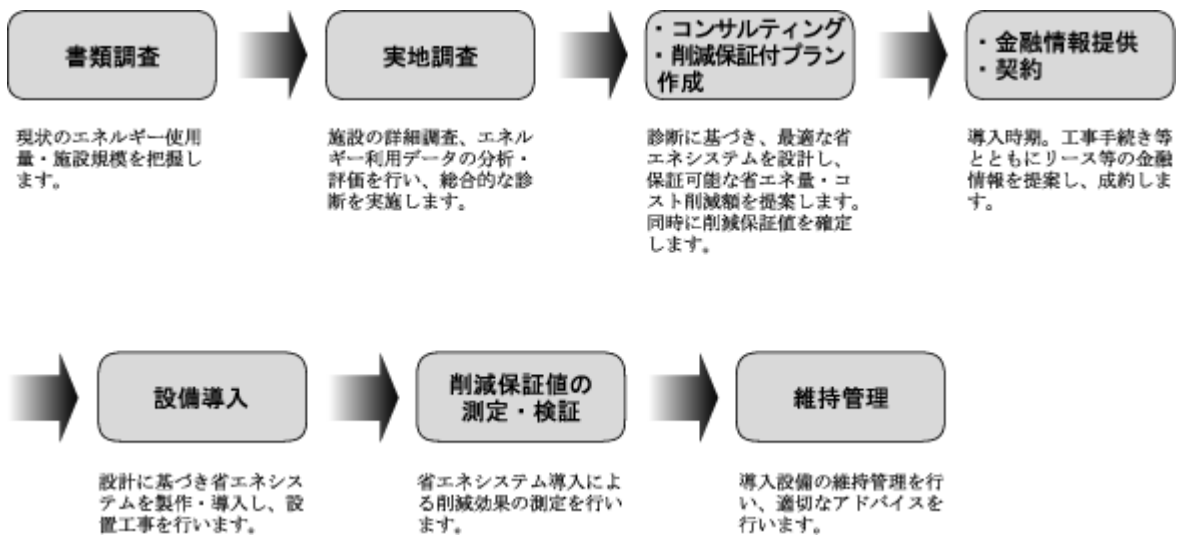 書類調査
現状のエネルギー使用
量・施設規模を把握し
ます。
実地調査
施設の詳細調査、エネル
ギー利用データの分析・
評価を行い、総合的な診
断を実施します。
・コンサルティング
・削減保証付プラン
作成
診断に基づき、最適な省
エネシステムを設計し、
保証可能な省エネ量・コ
スト削減額を提案します。
同時に削減保証値を確定
します。
・金融情報提供
・契約
導入時期。工事手続き等
とともにリース等の金融
情報を提案し、成約しま
す。
設備導入
設計に基づき省エネシス
テムを製作・導入し、設
置工事を行います。
削減保証値の
測定・検証
省エネシステム導入によ
る削減効果の測定を行い
ます。
維持管理
導入設備の維持管理を行
い、適切なアドバイスを
行います。